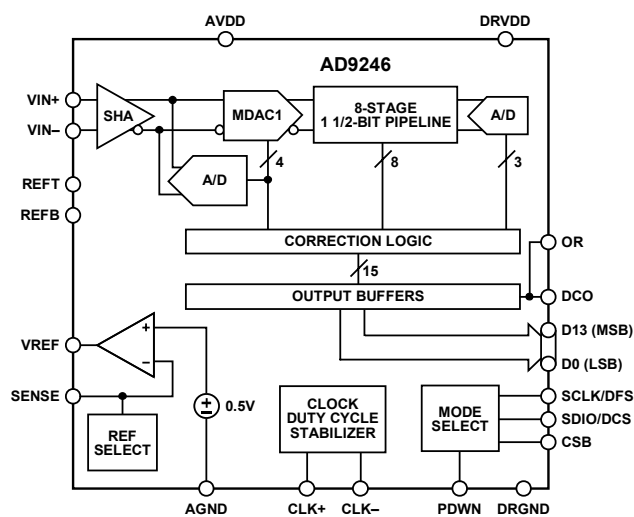 AVDD
DRVDD
AD9246
VIN+
VIN–
SHA
MDAC1
8-STAGE
1 1/2-BIT PIPELINE
A/D
A/D
4
8
3
REFT
REFB
CORRECTION LOGIC
OR
15
OUTPUT BUFFERS
DCO
D13 (MSB)
D0 (LSB)
VREF
+
–
SENSE
REF
SELECT
+
–
0.5V
CLOCK
DUTY CYCLE
STABILIZER
MODE
SELECT
SCLK/DFS
SDIO/DCS
CSB
AGND
CLK+
CLK–
PDWN
DRGND